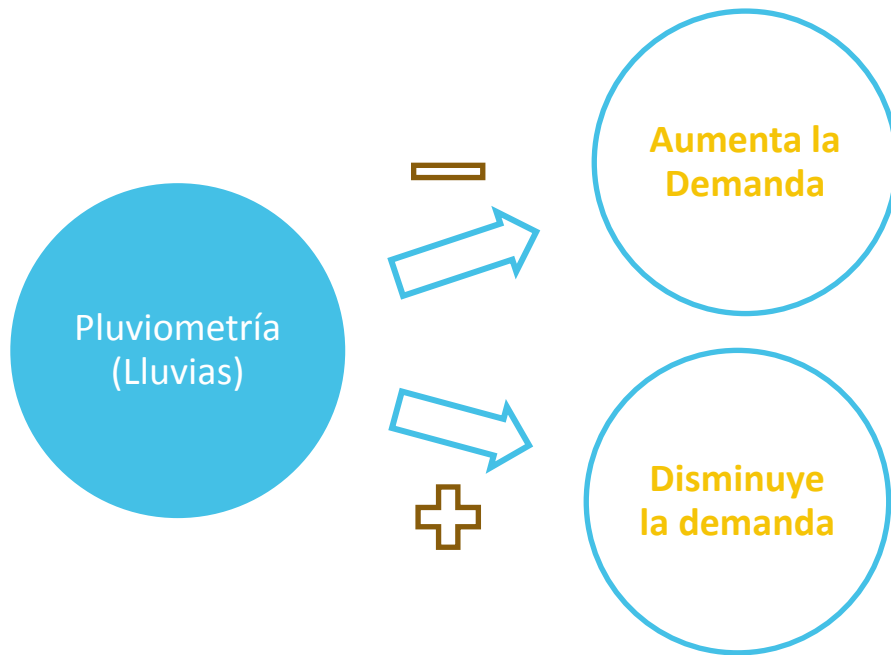 Aumenta la
Demanda
Pluviometría
(Lluvias)
Disminuye
la demanda